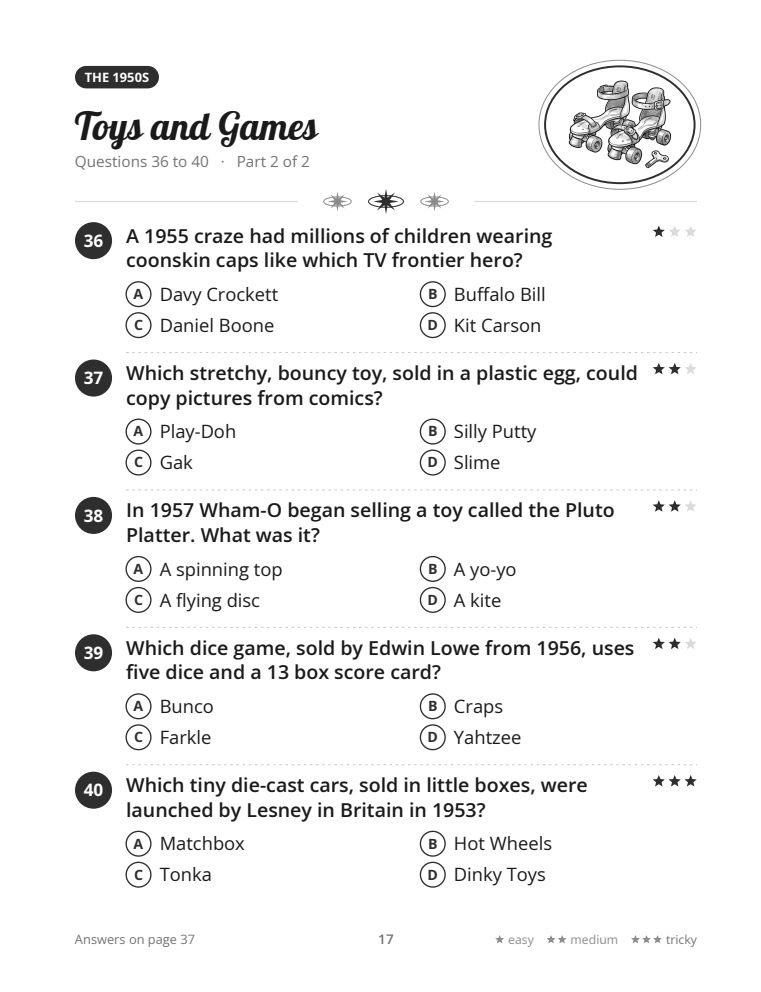 THE 1950S
Toys and Games
Questions 36 to 40 · Part 2 of 2
36 A 1955 craze had millions of children wearing
coonskin caps like which TV frontier hero?
A Davy Crockett B Buffalo Bill
C Daniel Boone D Kit Carson
37 Which stretchy, bouncy toy, sold in a plastic egg, could
copy pictures from comics?
A Play-Doh B Silly Putty
C Gak D Slime
38 In 1957 Wham-O began selling a toy called the Pluto
Platter. What was it?
A A spinning top B A yo-yo
C A flying disc D A kite
39 Which dice game, sold by Edwin Lowe from 1956, uses
five dice and a 13 box score card?
A Bunco B Craps
C Farkle D Yahtzee
40 Which tiny die-cast cars, sold in little boxes, were
launched by Lesney in Britain in 1953?
A Matchbox B Hot Wheels
C Tonka D Dinky Toys
Answers on page 37 17 ★ easy ★★ medium ★★★ tricky